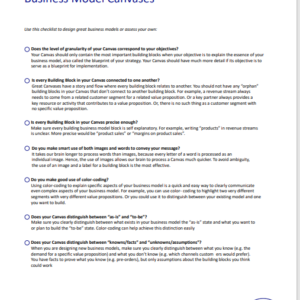 Business Model Canvases
Use this checklist to design great business models or assess your own:
Does the level of granularity of your Canvas correspond to your objectives?
Your Canvas should only contain the most important building blocks when your objective is to explain the essence of your
business model, also called the blueprint of your strategy. Your Canvas should have much more detail if its objective is to
serve as a blueprint for implementation.
Is every Building Block in your Canvas connected to one another?
Great Canvases have a story and flow where every building block relates to another. You should not have any "orphan"
building blocks in your Canvas that don't connect to another building block. For example, a revenue stream always
needs to come from a related customer segment for a related value proposition. Or a key partner always provides a
key resource or activity that contributes to a value proposition. Or, there is no such thing as a customer segment with
no specific value proposition.
Is every Building Block in your Canvas precise enough?
Make sure every building business model block is self explanatory. For example, writing "products" in revenue streams
is unclear. More precise would be "product sales" or "margins on product sales".
Do you make smart use of both images and words to convey your message?
It takes our brain longer to process words than images, because every letter of a word is processed as an
individual image. Hence, the use of images allows our brain to process a Canvas much quicker. To avoid ambiguity,
the use of an image and a label for a building block is the most effective.
Do you make good use of color-coding?
Using color-coding to explain specific aspects of your business model is a quick and easy way to clearly communicate
even complex aspects of your business model. For example, you can use color-coding to highlight two very different
segments with very different value propositions. Or you could use it to distinguish between your existing model and one
you want to build.
Does your Canvas distinguish between "as-is" and "to-be"?
Make sure you clearly distinguish between what exists in your business model the "as-is" state and what you want to
or plan to build the "to-be" state. Color-coding can help achieve this distinction easily
Does your Canvas distinguish between "knowns/facts" and "unknowns/assumptions"?
When you are designing new business models, make sure you clearly distinguish between what you know (e.g. the
demand for a specific value proposition) and what you don't know (e.g. which channels custom are would prefer).
You have facts to prove what you know (e.g. pre-orders), but only assumptions about the building blocks you think
could work